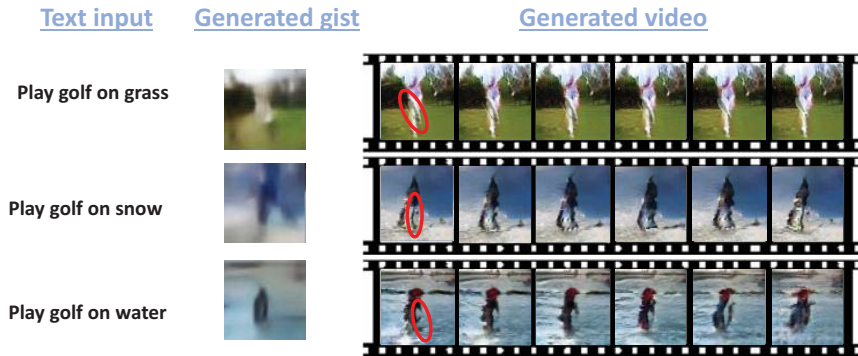 Text input Generated gist Generated video
Play golf on grass
Play golf on snow
Play golf on water